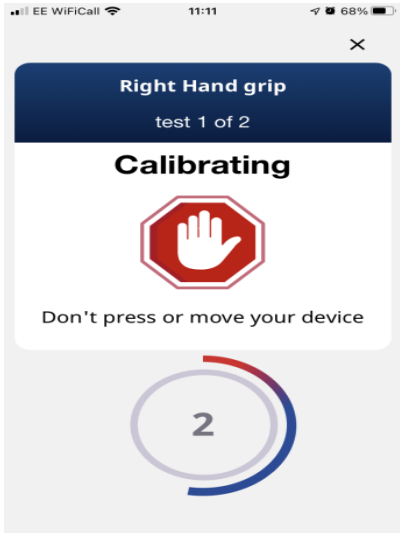 EE WiFiCall 11:11 68%
×
Right Hand grip
test 1 of 2
Calibrating
Don't press or move your device
2